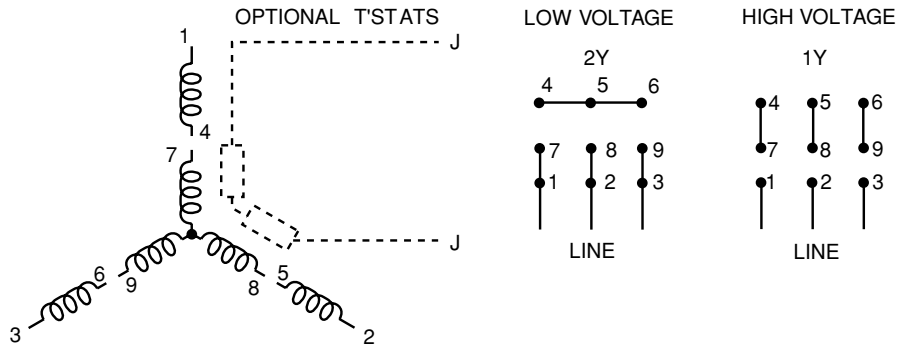 OPTIONAL T'STATS
1
J
4
7
J
6
9
5
8
3
2
LOW VOLTAGE
2Y
4 5 6
7 8 9
1 2 3
LINE
HIGH VOLTAGE
1Y
4 5 6
7 8 9
1 2 3
LINE